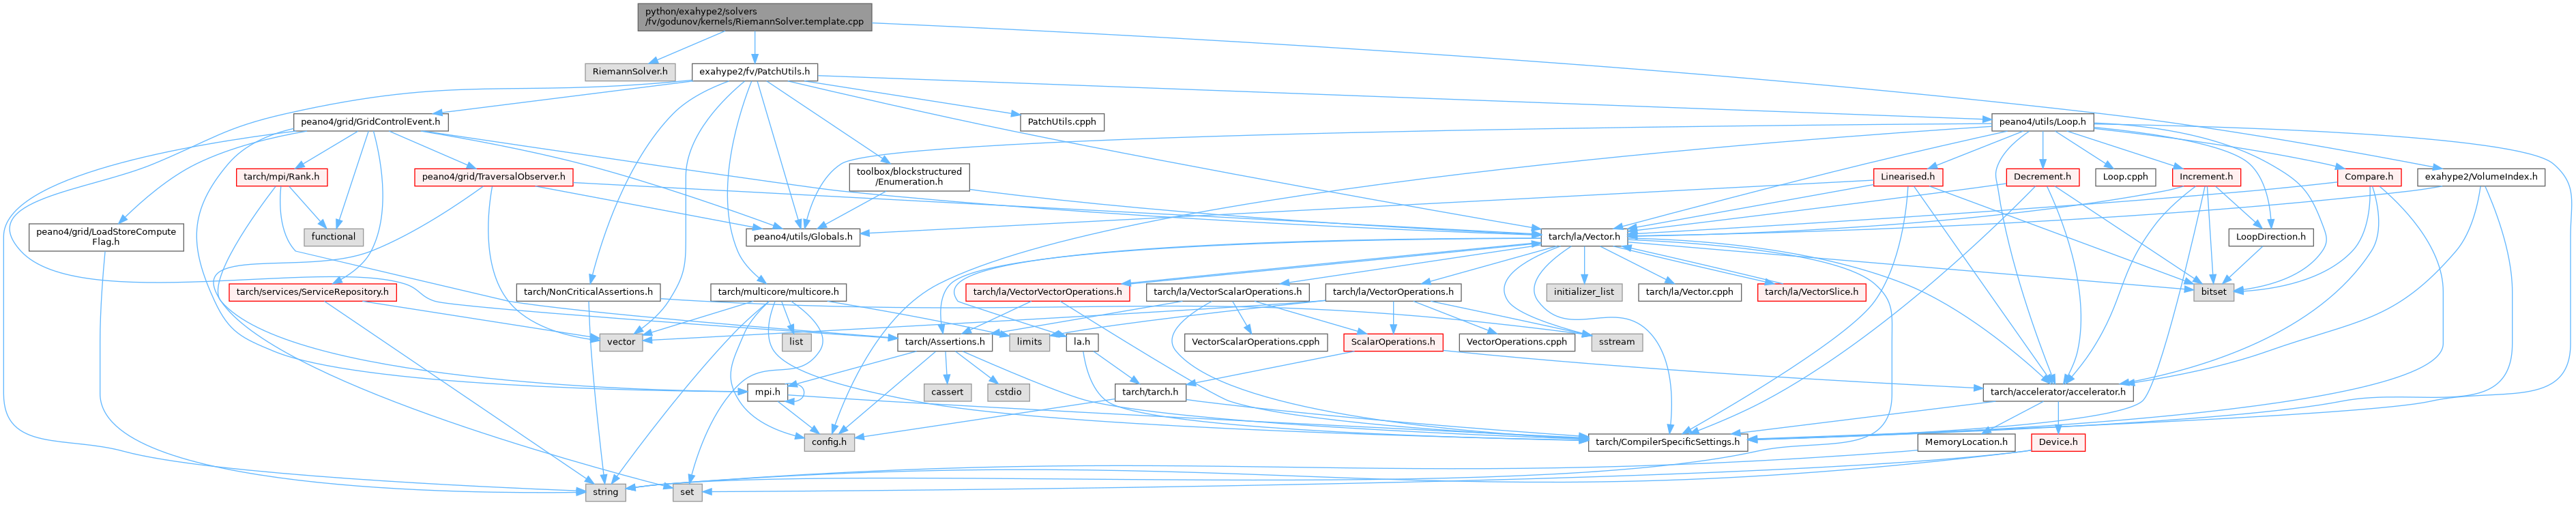 python/exahype2/solvers
/fv/godunov/kernels/RiemannSolver.template.cpp
RiemannSolver.h
exahype2/fv/PatchUtils.h
peano4/grid/GridControlEvent.h
PatchUtils.cpph
peano4/utils/Loop.h
tarch/mpi/Rank.h
peano4/grid/TraversalObserver.h
toolbox/blockstructured
/Enumeration.h
Linearised.h
Decrement.h
Loop.cpph
Increment.h
Compare.h
exahype2/VolumeIndex.h
peano4/grid/LoadStoreCompute
Flag.h
functional
peano4/utils/Globals.h
tarch/la/Vector.h
LoopDirection.h
tarch/services/ServiceRepository.h
tarch/NonCriticalAssertions.h
tarch/multicore/multicore.h
tarch/la/VectorVectorOperations.h
tarch/la/VectorScalarOperations.h
tarch/la/VectorOperations.h
initializer_list
tarch/la/Vector.cpph
tarch/la/VectorSlice.h
bitset
vector
list
tarch/Assertions.h
limits
la.h
VectorScalarOperations.cpph
ScalarOperations.h
VectorOperations.cpph
sstream
mpi.h
cassert
cstdio
tarch/tarch.h
tarch/accelerator/accelerator.h
config.h
tarch/CompilerSpecificSettings.h
MemoryLocation.h
Device.h
string
set